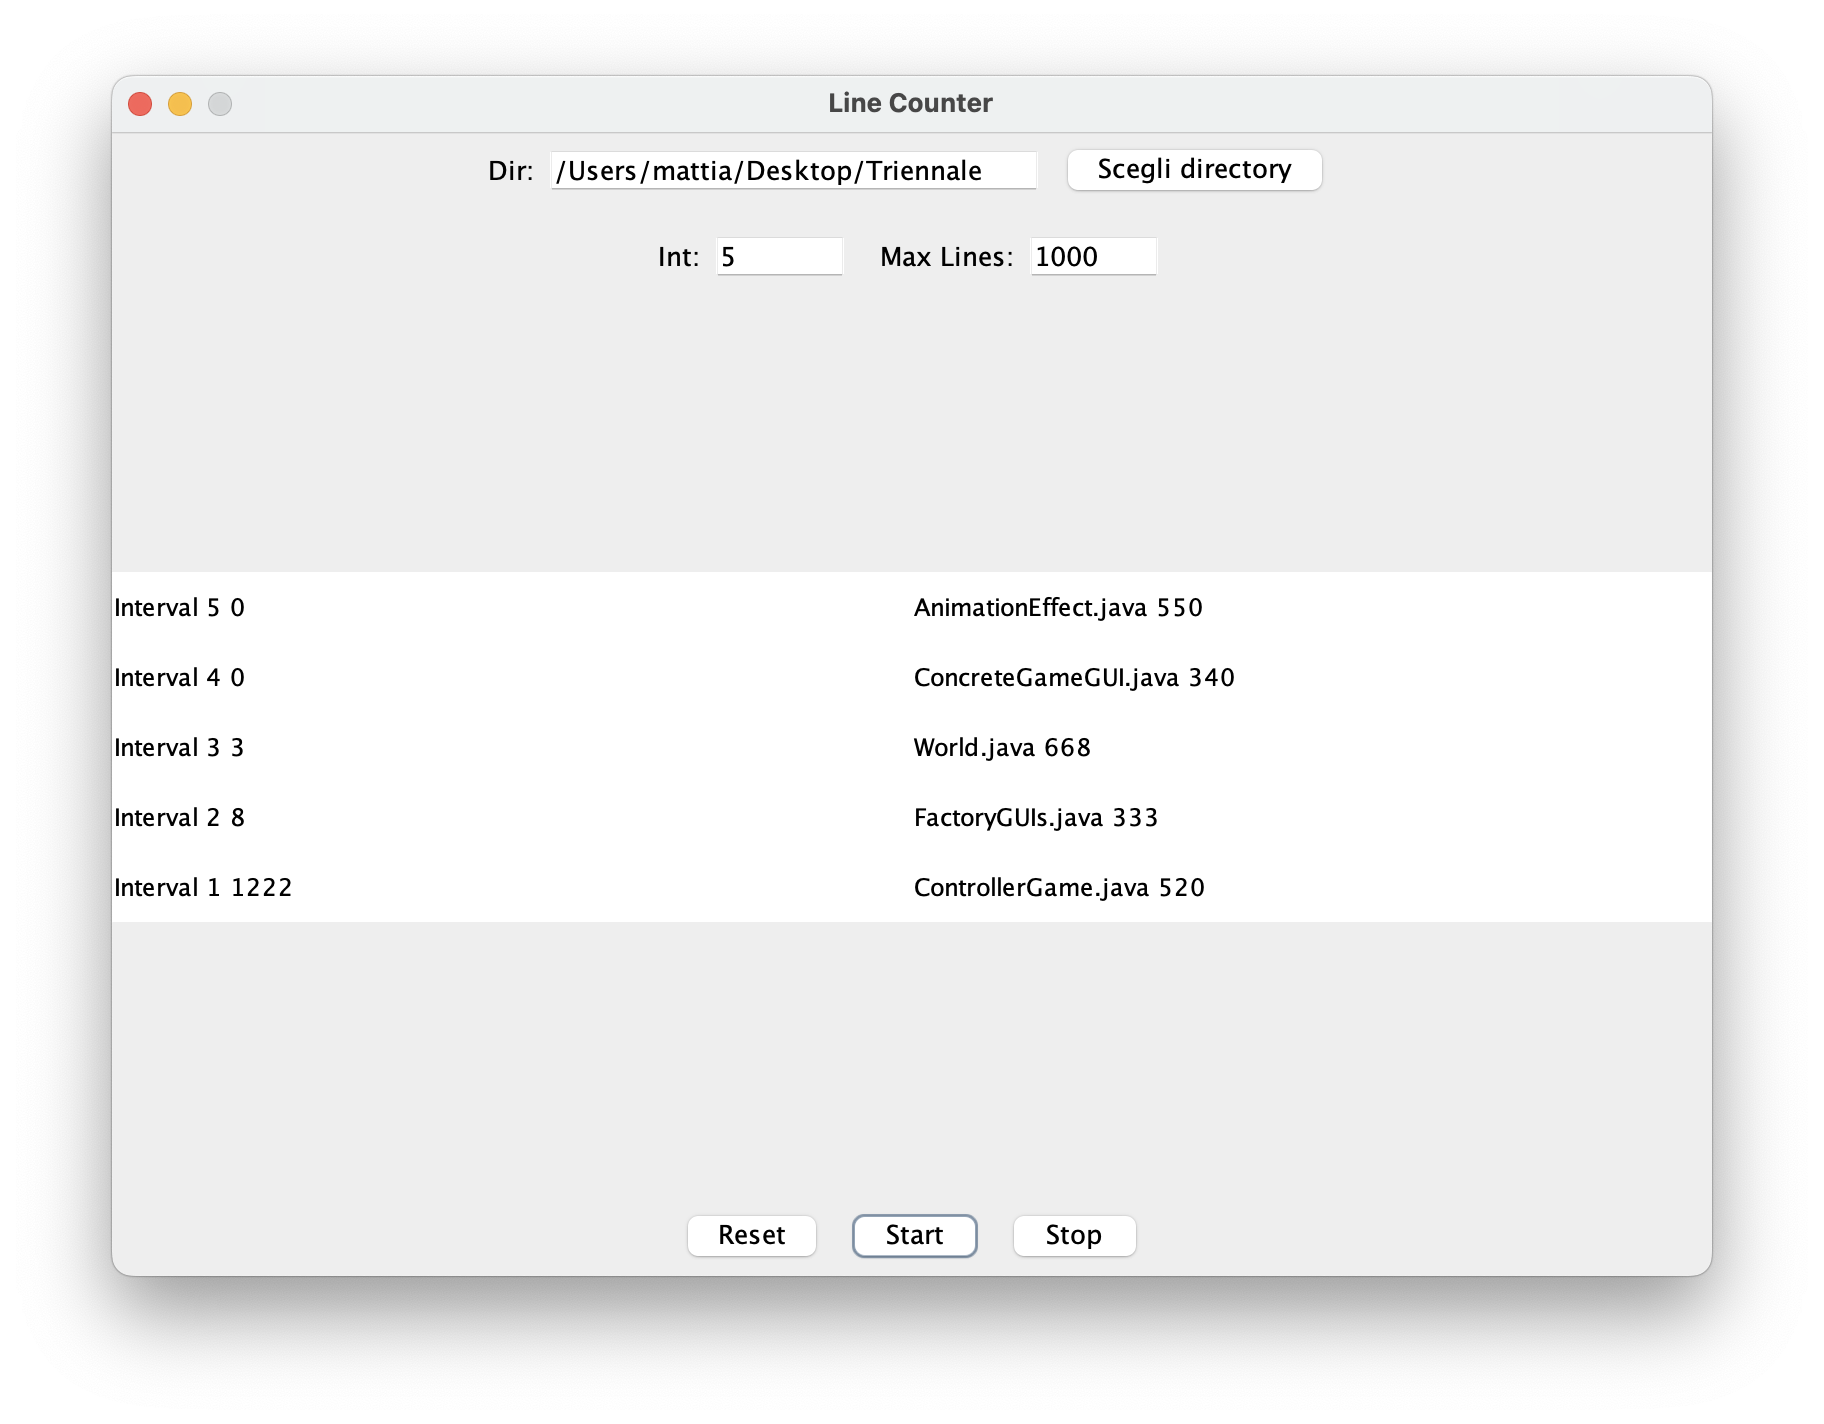 Line Counter
Dir: /Users/mattia/Desktop/Triennale Scegli directory
Int: 5 Max Lines: 1000
Interval 5 0 AnimationEffect.java 550
Interval 4 0 ConcreteGameGUI.java 340
Interval 3 3 World.java 668
Interval 2 8 FactoryGUIs.java 333
Interval 1 1222 ControllerGame.java 520
Reset Start Stop